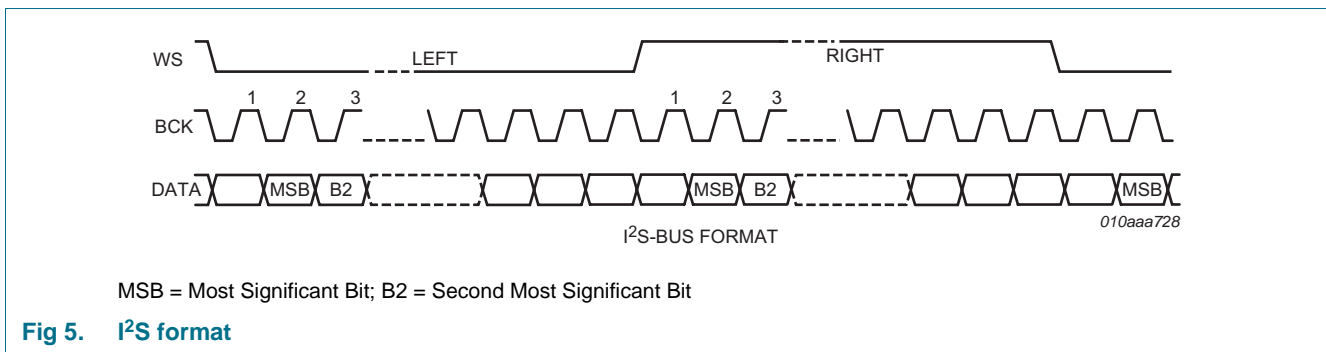 WS LEFT RIGHT
1 2 3 1 2 3
BCK
DATA MSB B2 MSB B2 MSB
010aaa728
I²S-BUS FORMAT
MSB = Most Significant Bit; B2 = Second Most Significant Bit
Fig 5. I²S format